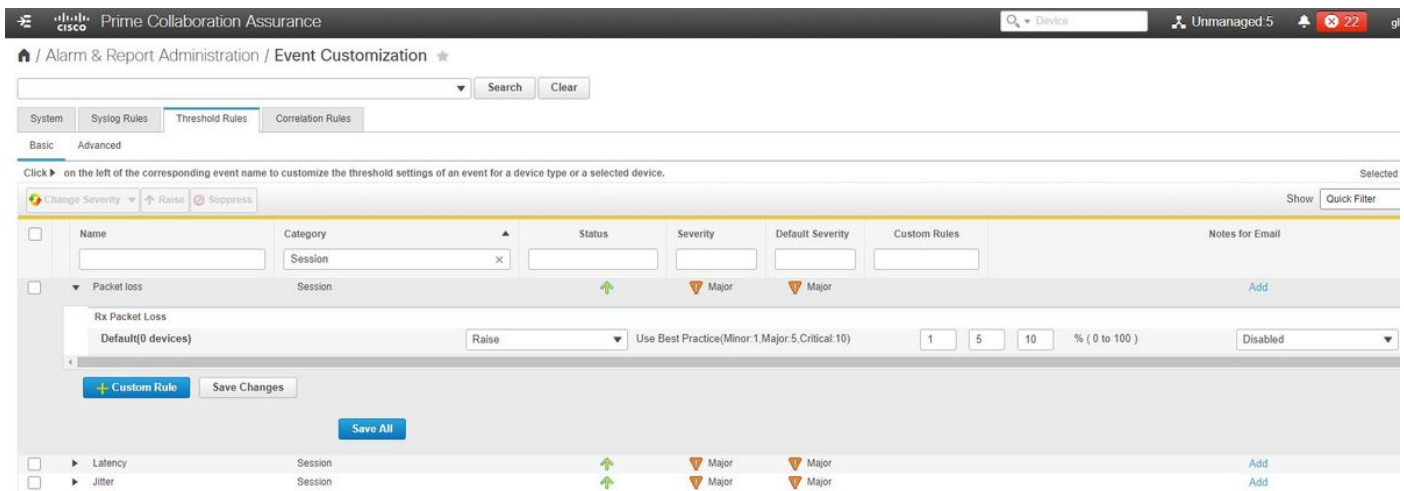 cisco Prime Collaboration Assurance Device Unmanaged:5 22
/ Alarm & Report Administration / Event Customization
Search Clear
System Syslog Rules Threshold Rules Correlation Rules
Basic Advanced
Click on the left of the corresponding event name to customize the threshold settings of an event for a device type or a selected device. Selected
Change Severity Raise Suppress Show Quick Filter
Name Category Status Severity Default Severity Custom Rules Notes for Email
Session
Packet loss Session Major Major Add
Rx Packet Loss
Default(0 devices) Raise Use Best Practice(Minor:1,Major:5,Critical:10) 1 5 10 % ( 0 to 100 ) Disabled
Custom Rule Save Changes
Save All
Latency Session Major Major Add
Jitter Session Major Major Add